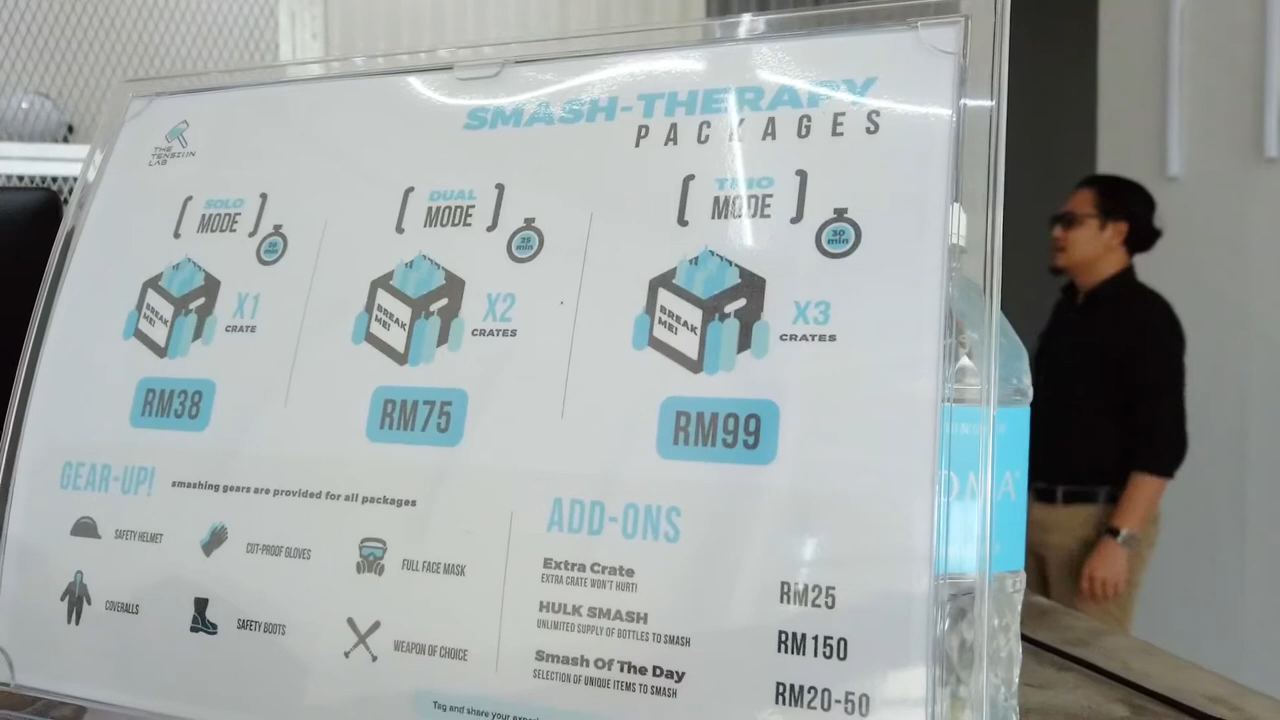 SMASH-THERAPY
PACKAGES
THE
TENSIION
LAB
SOLO
MODE
20
min
BREAK
ME!
X1
CRATE
RM38
DUAL
MODE
25
min
BREAK
ME!
X2
CRATES
RM75
TRIO
MODE
30
min
BREAK
ME!
X3
CRATES
RM99
GEAR-UP! smashing gears are provided for all packages
SAFETY HELMET
CUT-PROOF GLOVES
FULL FACE MASK
COVERALLS
SAFETY BOOTS
WEAPON OF CHOICE
ADD-ONS
Extra Crate
EXTRA CRATE WON'T HURT!
RM25
HULK SMASH
UNLIMITED SUPPLY OF BOTTLES TO SMASH
RM150
Smash Of The Day
SELECTION OF UNIQUE ITEMS TO SMASH
RM20-50
Tag and share your